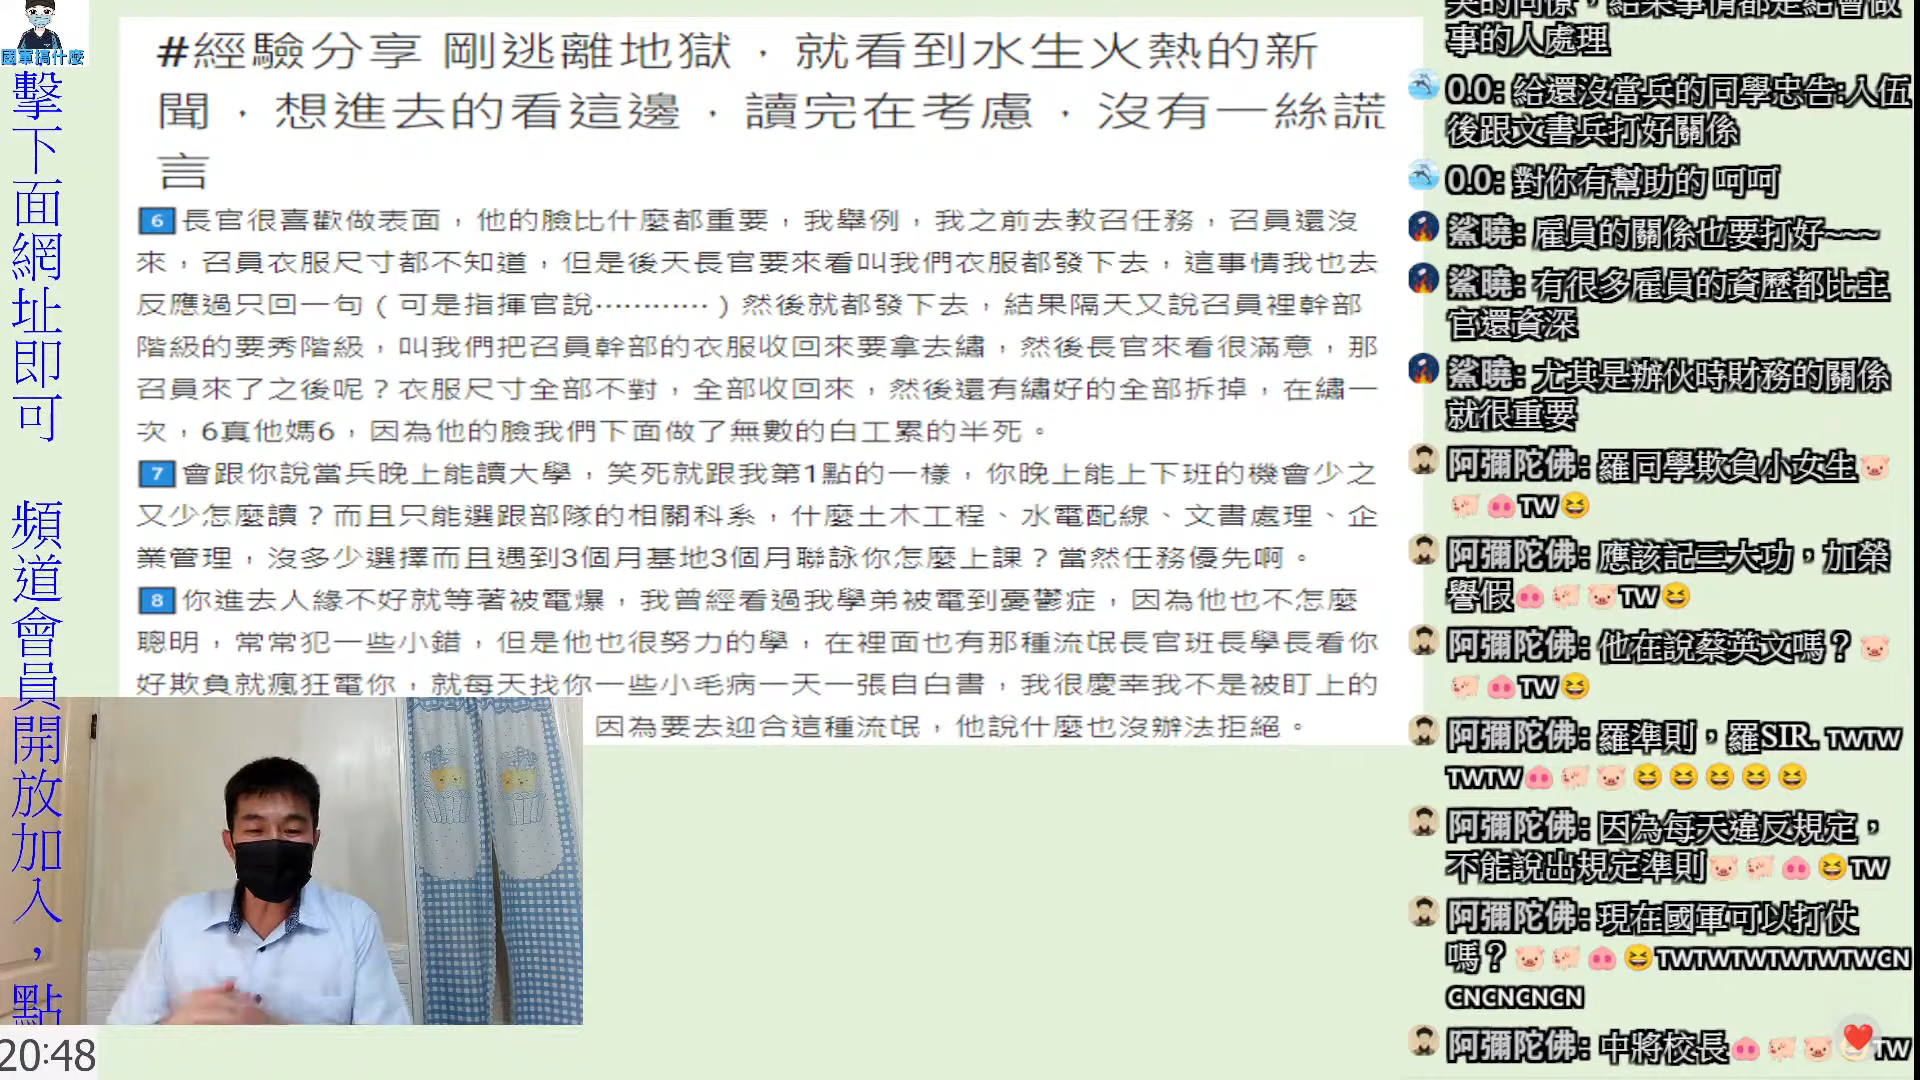 國軍搞什麼
擊下面網址即可 頻道會員開放加入，點
20:48
#經驗分享 剛逃離地獄，就看到水生火熱的新
聞，想進去的看這邊，讀完在考慮，沒有一絲謊
言
6 長官很喜歡做表面，他的臉比什麼都重要，我舉例，我之前去教召任務，召員還沒
來，召員衣服尺寸都不知道，但是後天長官要來看叫我們衣服都發下去，這事情我也去
反應過只回一句（可是指揮官說…………）然後就都發下去，結果隔天又說召員裡幹部
階級的要秀階級，叫我們把召員幹部的衣服收回來要拿去繡，然後長官來看很滿意，那
召員來了之後呢？衣服尺寸全部不對，全部收回來，然後還有繡好的全部拆掉，在繡一
次，6真他媽6，因為他的臉我們下面做了無數的白工累的半死。
7 會跟你說當兵晚上能讀大學，笑死就跟我第1點的一樣，你晚上能上下班的機會少之
又少怎麼讀？而且只能選跟部隊的相關科系，什麼土木工程、水電配線、文書處理、企
業管理，沒多少選擇而且遇到3個月基地3個月聯詠你怎麼上課？當然任務優先啊。
8 你進去人緣不好就等著被電爆，我曾經看過我學弟被電到憂鬱症，因為他也不怎麼
聰明，常常犯一些小錯，但是他也很努力的學，在裡面也有那種流氓長官班長學長看你
好欺負就瘋狂電你，就每天找你一些小毛病一天一張自白書，我很慶幸我不是被盯上的
因為要去迎合這種流氓，他說什麼也沒辦法拒絕。
的同僚，結果事情都是給會做
事的人處理
0.0: 給還沒當兵的同學忠告:人伍
後跟文書兵打好關係
0.0: 對你有幫助的 呵呵
鯊曉: 雇員的關係也要打好~~~
鯊曉: 有很多雇員的資歷都比主
官還資深
鯊曉: 尤其是辦伙時財務的關係
就很重要
阿彌陀佛: 羅同學欺負小女生🐷
🐖🐽TW😆
阿彌陀佛: 應該記三大功，加榮
譽假🐽🐖🐷TW😆
阿彌陀佛: 他在說蔡英文嗎？🐷
🐖🐽TW😆
阿彌陀佛: 羅準則，羅SIR. TWTW
TWTW🐽🐖🐷😆😆😆😆😆
阿彌陀佛: 因為每天違反規定，
不能說出規定準則🐷🐖🐽😆TW
阿彌陀佛: 現在國軍可以打仗
嗎？🐷🐖🐽😆TWTWTWTWTWTWCN
CNCNCNCN
阿彌陀佛: 中將校長🐽🐖🐷😆TW